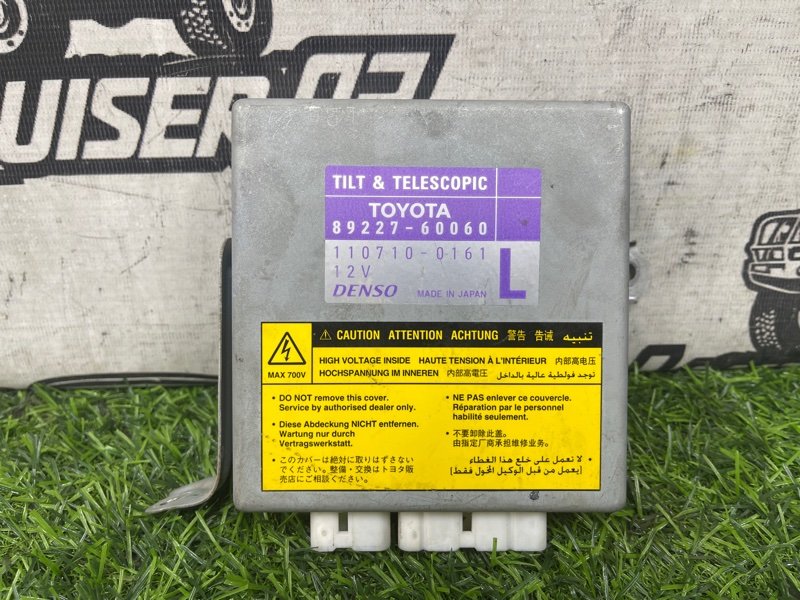 UISER 03
TILT & TELESCOPIC
TOYOTA
89227-60060
110710-0161
12V
L
DENSO MADE IN JAPAN
⚠ CAUTION ATTENTION ACHTUNG 警告 告诫 تنبيه
MAX 700V
HIGH VOLTAGE INSIDE HAUTE TENSION À L'INTÉRIEUR 内部高电压
HOCHSPANNUNG IM INNEREN 内部高電圧 توجد فولطية عالية بالداخل
• DO NOT remove this cover.
Service by authorised dealer only.
• Diese Abdeckung NICHT entfernen.
Wartung nur durch
Vertragswerkstatt.
• このカバーは絶対に取りはずさない
でください。整備・交換はトヨタ販
売店にご相談ください。
• NE PAS enlever ce couvercle.
Réparation par le personnel
habilité seulement.
• 不要卸除此盖。
由指定厂商承担维修业务。
• لا تعمل على خلع هذا الغطاء
(يعمل من قبل الوكيل المخول فقط)